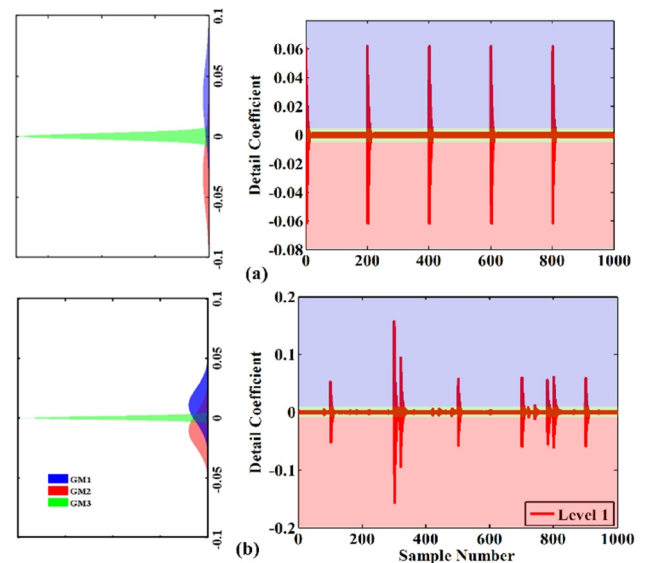 0.1
0.05
0
-0.05
-0.1
Detail Coefficient
0.06
0.04
0.02
0
-0.02
-0.04
-0.06
-0.08
0 200 400 600 800 1000
(a)
0.1
0.05
0
-0.05
-0.1
GM1
GM2
GM3
Detail Coefficient
0.2
0.1
0
-0.1
-0.2
Level 1
0 200 400 600 800 1000
(b)
Sample Number